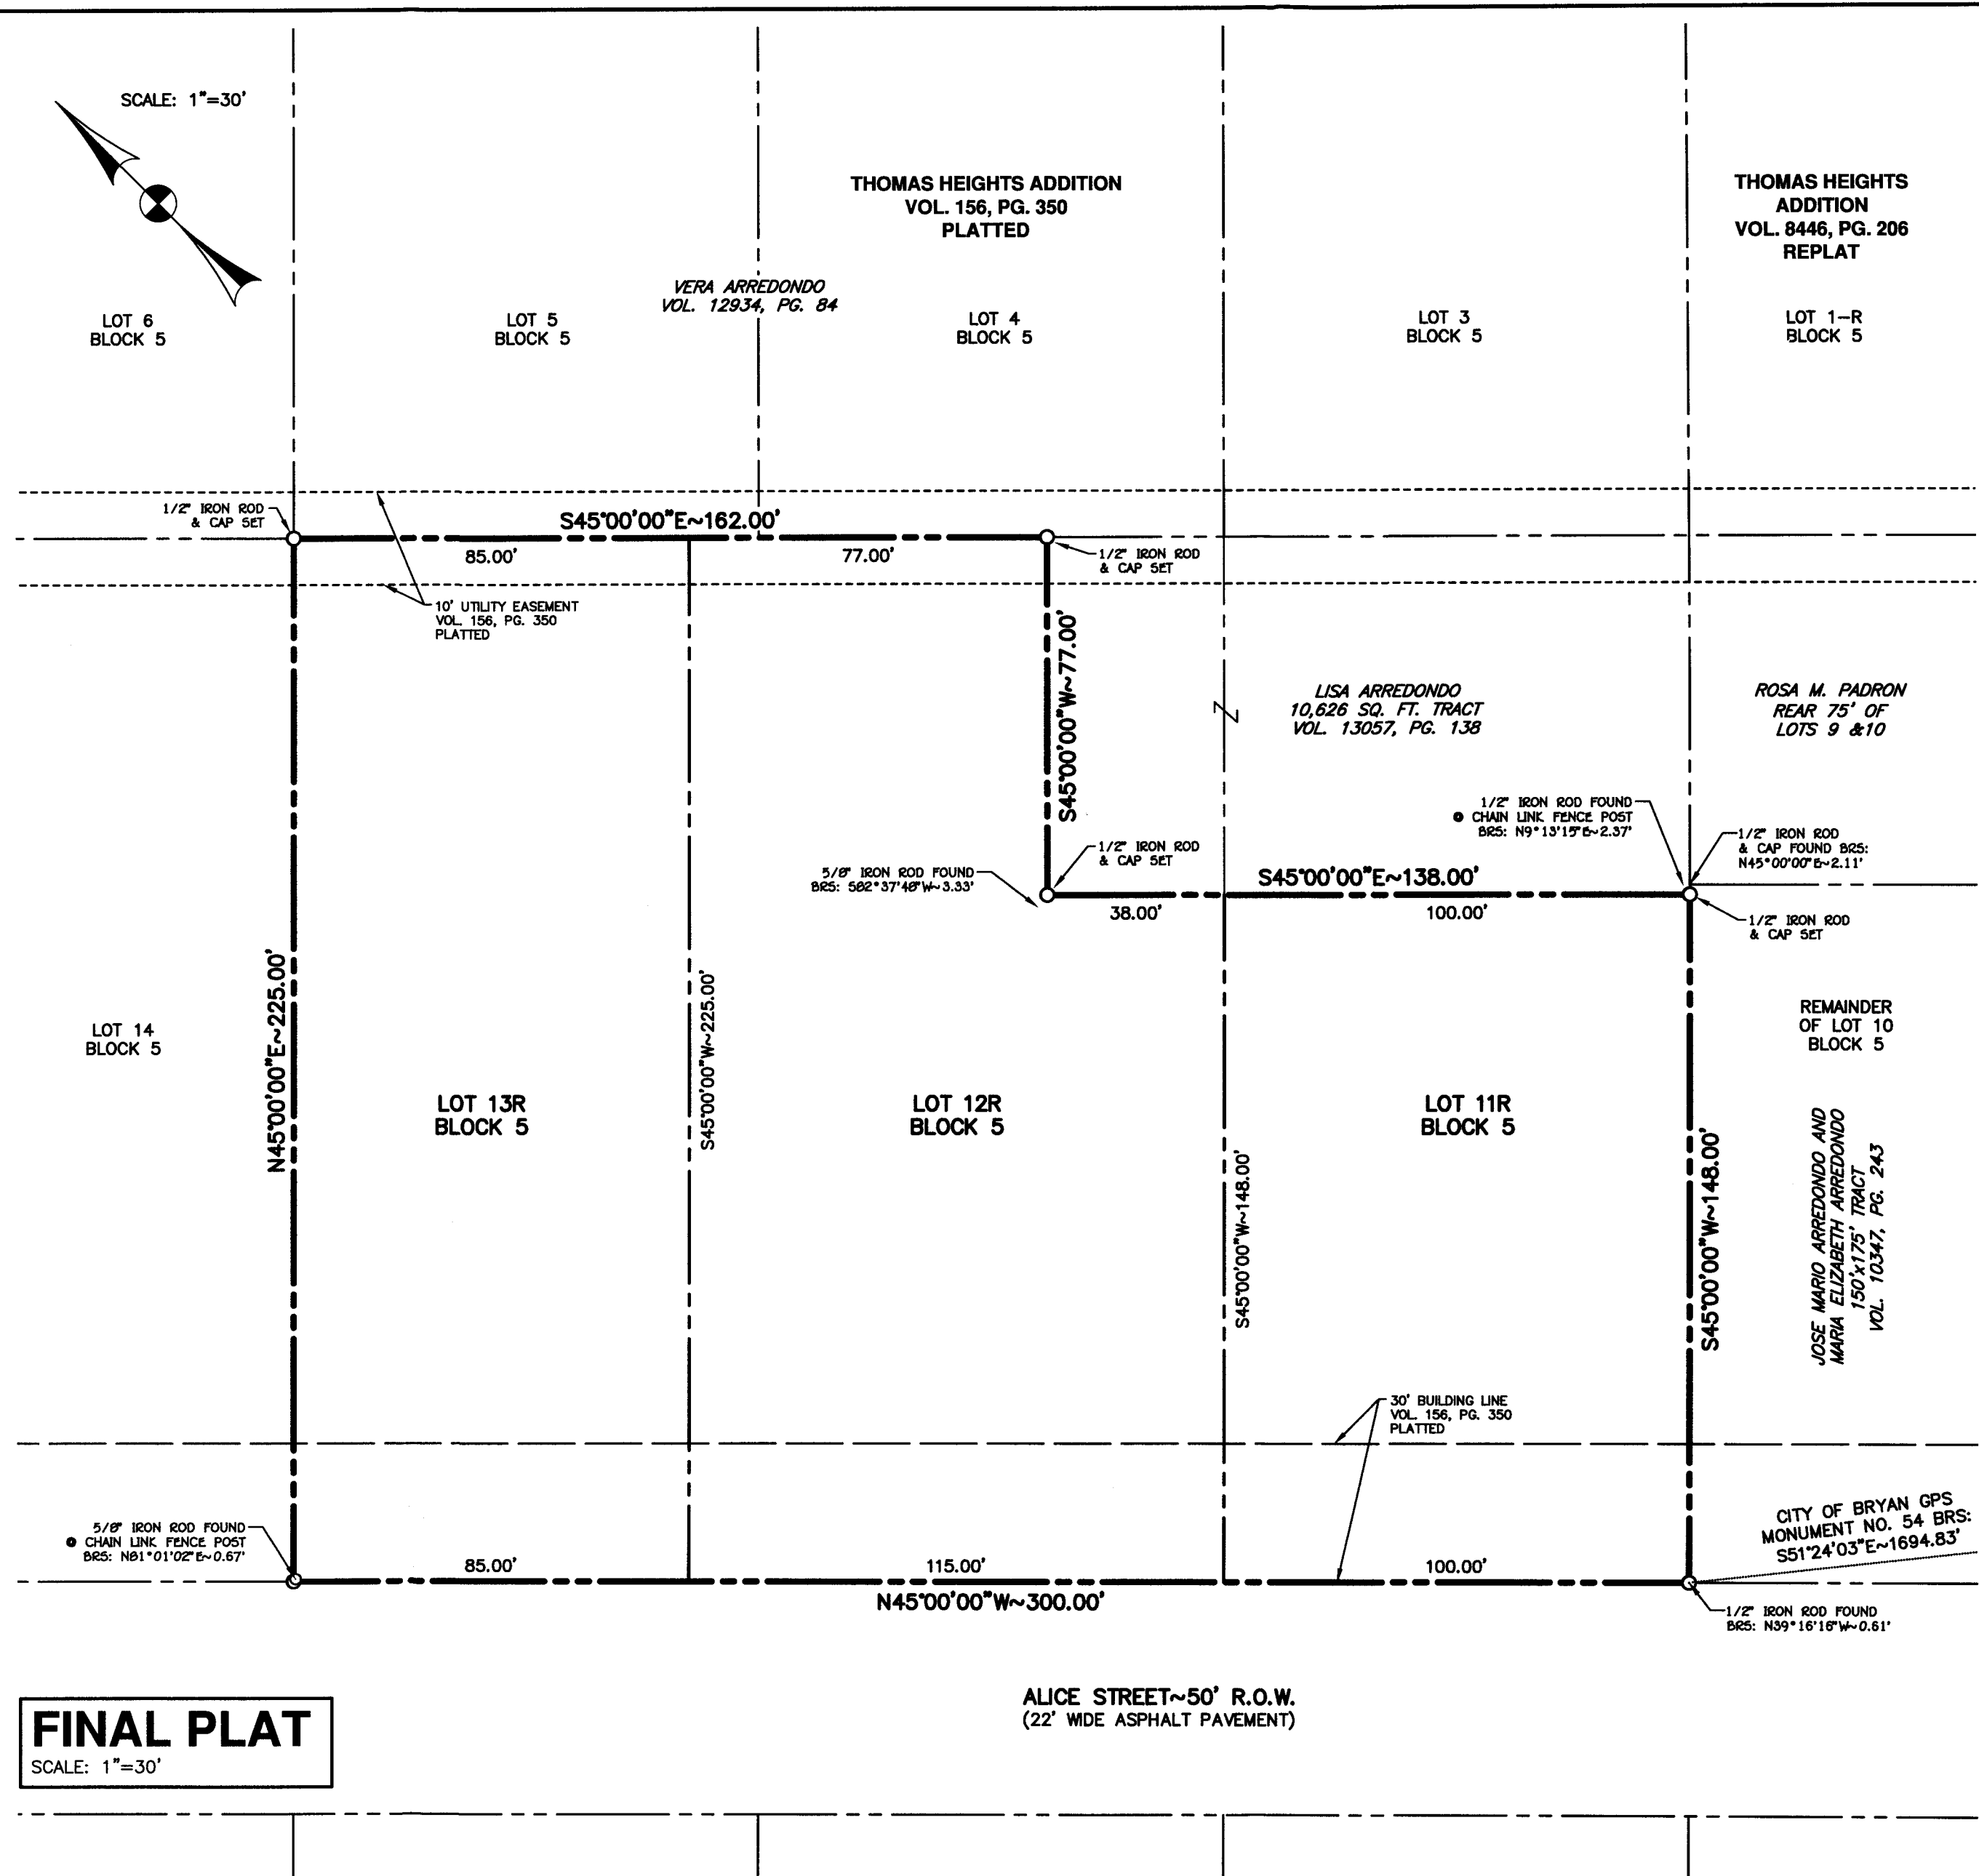 SCALE: 1"=30'
THOMAS HEIGHTS ADDITION
VOL. 156, PG. 350
PLATTED
THOMAS HEIGHTS
ADDITION
VOL. 8446, PG. 206
REPLAT
VERA ARREDONDO
VOL. 12934, PG. 84
LOT 6
BLOCK 5
LOT 5
BLOCK 5
LOT 4
BLOCK 5
LOT 3
BLOCK 5
LOT 1-R
BLOCK 5
1/2" IRON ROD
& CAP SET
S45°00'00"E~162.00'
85.00'
77.00'
1/2" IRON ROD
& CAP SET
10' UTILITY EASEMENT
VOL. 156, PG. 350
PLATTED
S45°00'00"W~77.00'
LISA ARREDONDO
10,626 SQ. FT. TRACT
VOL. 13057, PG. 138
ROSA M. PADRON
REAR 75' OF
LOTS 9 &10
1/2" IRON ROD FOUND
@ CHAIN LINK FENCE POST
BRS: N9°13'15"E~2.37'
1/2" IRON ROD
& CAP FOUND BRS:
N45°00'00"E~2.11'
1/2" IRON ROD
& CAP SET
5/8" IRON ROD FOUND
BRS: S82°37'48"W~3.33'
S45°00'00"E~138.00'
38.00'
100.00'
1/2" IRON ROD
& CAP SET
N45°00'00"E~225.00'
S45°00'00"W~225.00'
LOT 14
BLOCK 5
REMAINDER
OF LOT 10
BLOCK 5
LOT 13R
BLOCK 5
LOT 12R
BLOCK 5
LOT 11R
BLOCK 5
S45°00'00"W~148.00'
S45°00'00"W~148.00'
JOSE MARIO ARREDONDO AND
MARIA ELIZABETH ARREDONDO
150'x175' TRACT
VOL. 10347, PG. 243
30' BUILDING LINE
VOL. 156, PG. 350
PLATTED
5/8" IRON ROD FOUND
@ CHAIN LINK FENCE POST
BRS: N81°01'02"E~0.67'
CITY OF BRYAN GPS
MONUMENT NO. 54 BRS:
S51°24'03"E~1694.83'
85.00'
115.00'
100.00'
N45°00'00"W~300.00'
1/2" IRON ROD FOUND
BRS: N39°16'16"W~0.61'
ALICE STREET~50' R.O.W.
(22' WIDE ASPHALT PAVEMENT)
FINAL PLAT
SCALE: 1"=30'